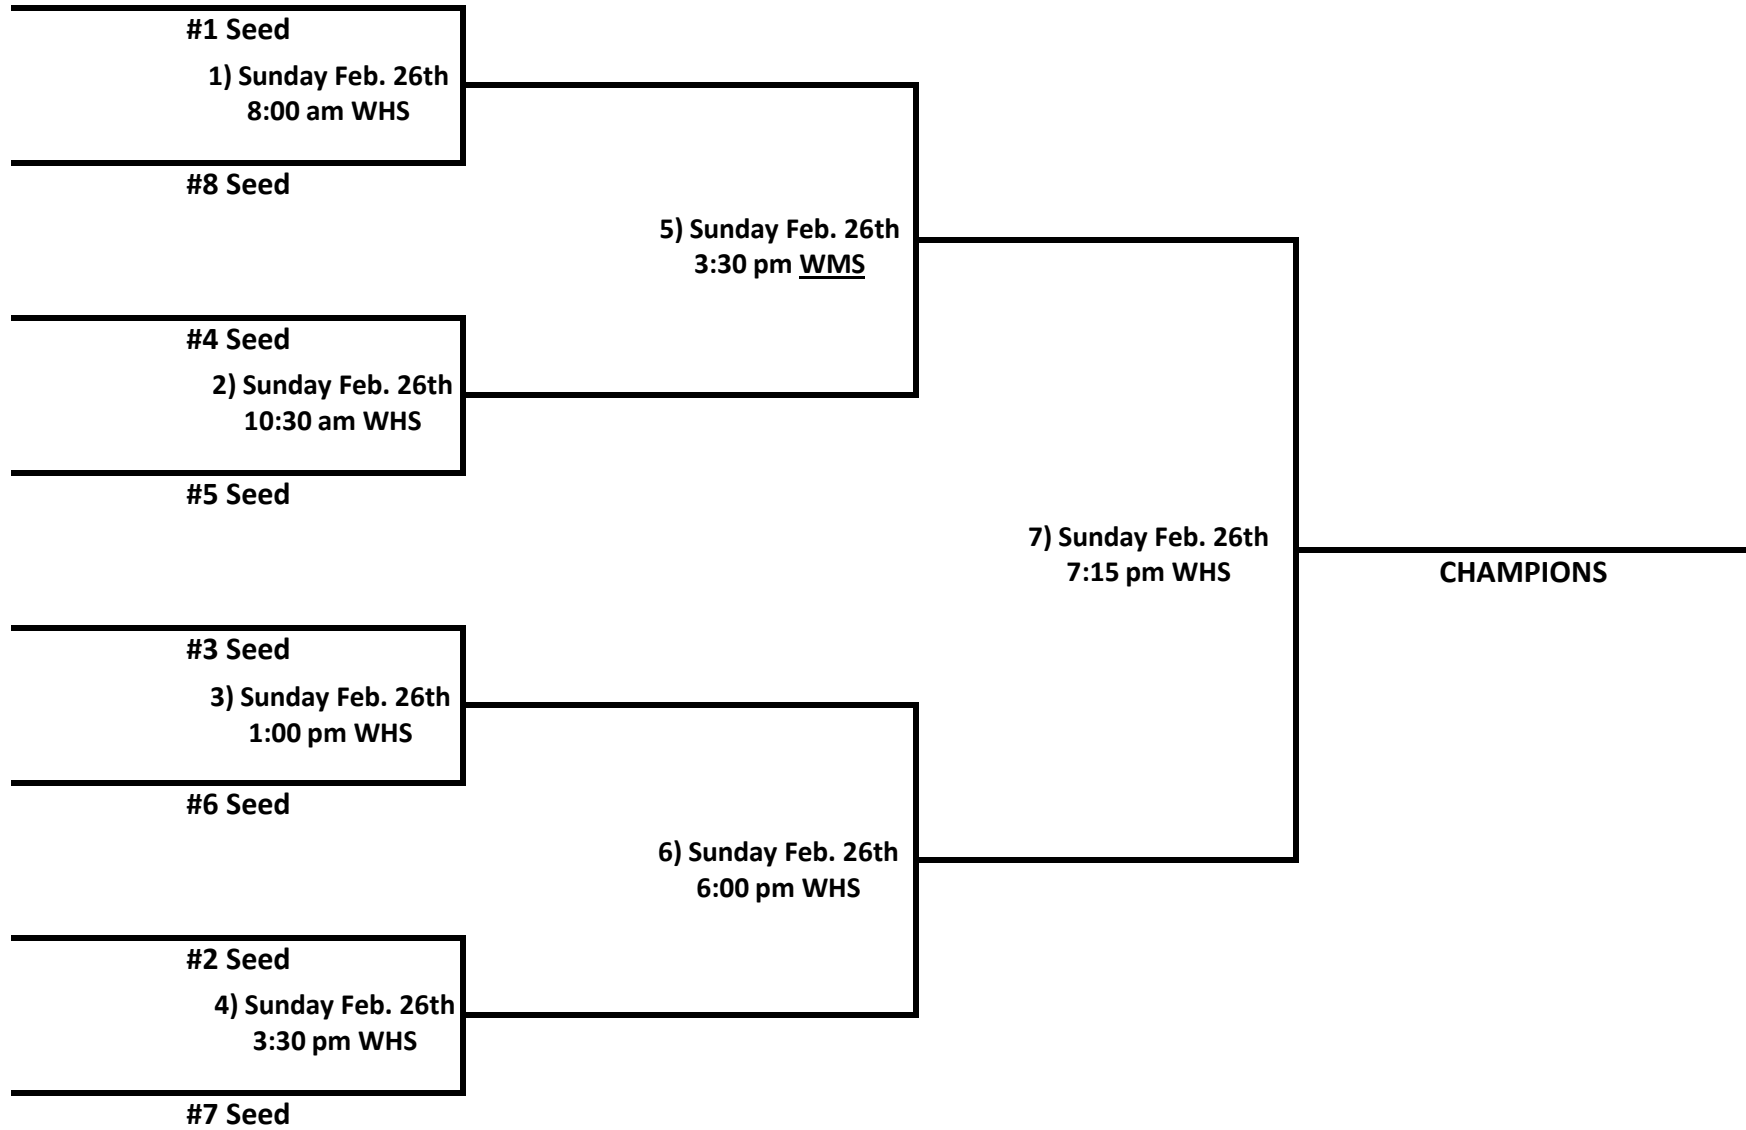 #1 Seed
1) Sunday Feb. 26th
8:00 am WHS
#8 Seed
5) Sunday Feb. 26th
3:30 pm WMS
#4 Seed
2) Sunday Feb. 26th
10:30 am WHS
#5 Seed
7) Sunday Feb. 26th
7:15 pm WHS
CHAMPIONS
#3 Seed
3) Sunday Feb. 26th
1:00 pm WHS
#6 Seed
6) Sunday Feb. 26th
6:00 pm WHS
#2 Seed
4) Sunday Feb. 26th
3:30 pm WHS
#7 Seed